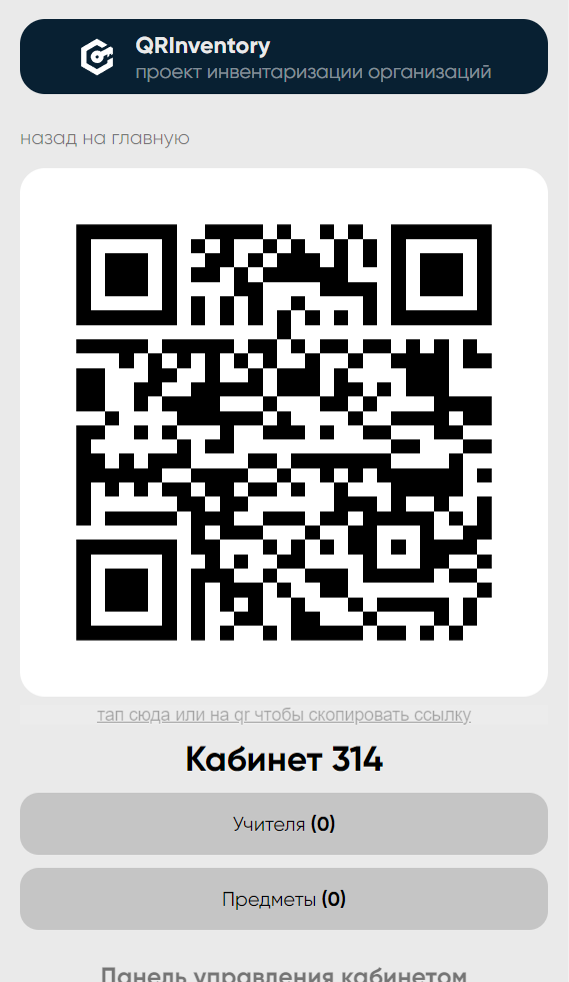 QRInventory
проект инвентаризации организаций
назад на главную
тап сюда или на qr чтобы скопировать ссылку
Кабинет 314
Учителя (0)
Предметы (0)
Панель управления кабинетом